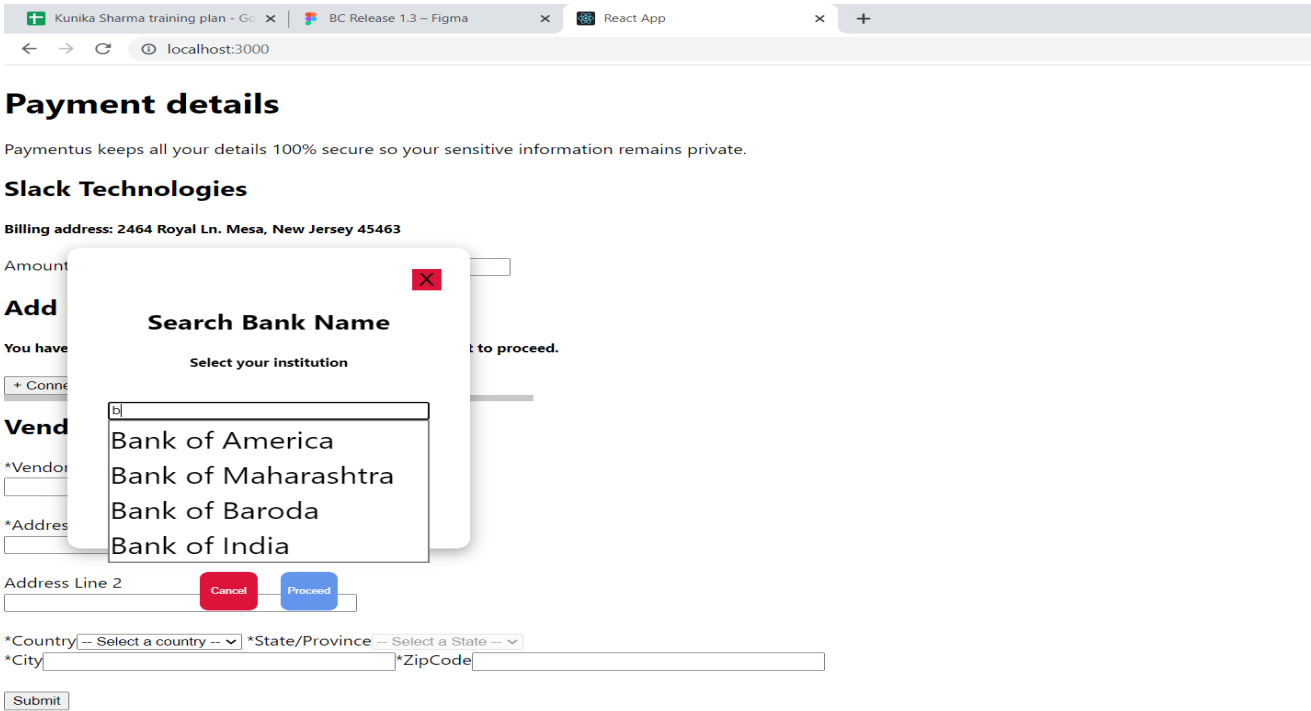 Kunika Sharma training plan - Go
BC Release 1.3 – Figma
React App
localhost:3000
Payment details
Paymentus keeps all your details 100% secure so your sensitive information remains private.
Slack Technologies
Billing address: 2464 Royal Ln. Mesa, New Jersey 45463
Amount
X
Add
Search Bank Name
You have
t to proceed.
Select your institution
+ Conne
b
Vend
Bank of America
*Vendor
Bank of Maharashtra
Bank of Baroda
*Addres
Bank of India
Address Line 2
Cancel
Proceed
*Country -- Select a country -- *State/Province -- Select a State --
*City *ZipCode
Submit